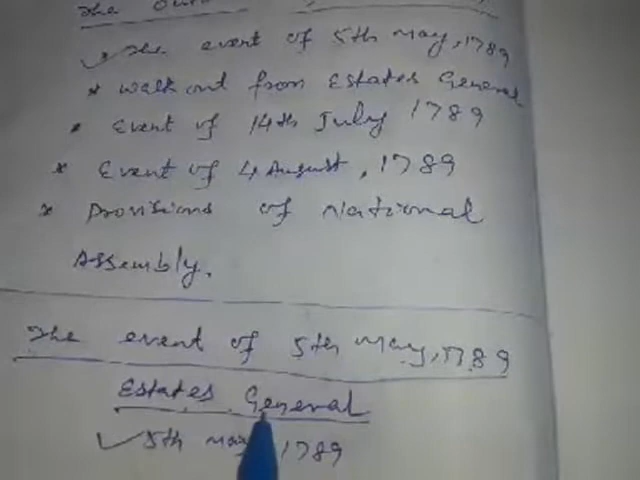 The
The event of 5th May, 1789
* Walk out from Estates General
* Event of 14th July 1789
* Event of 4 August, 1789
* Provisions of National
Assembly.
The event of 5th May, 1789
Estates General
5th May 1789